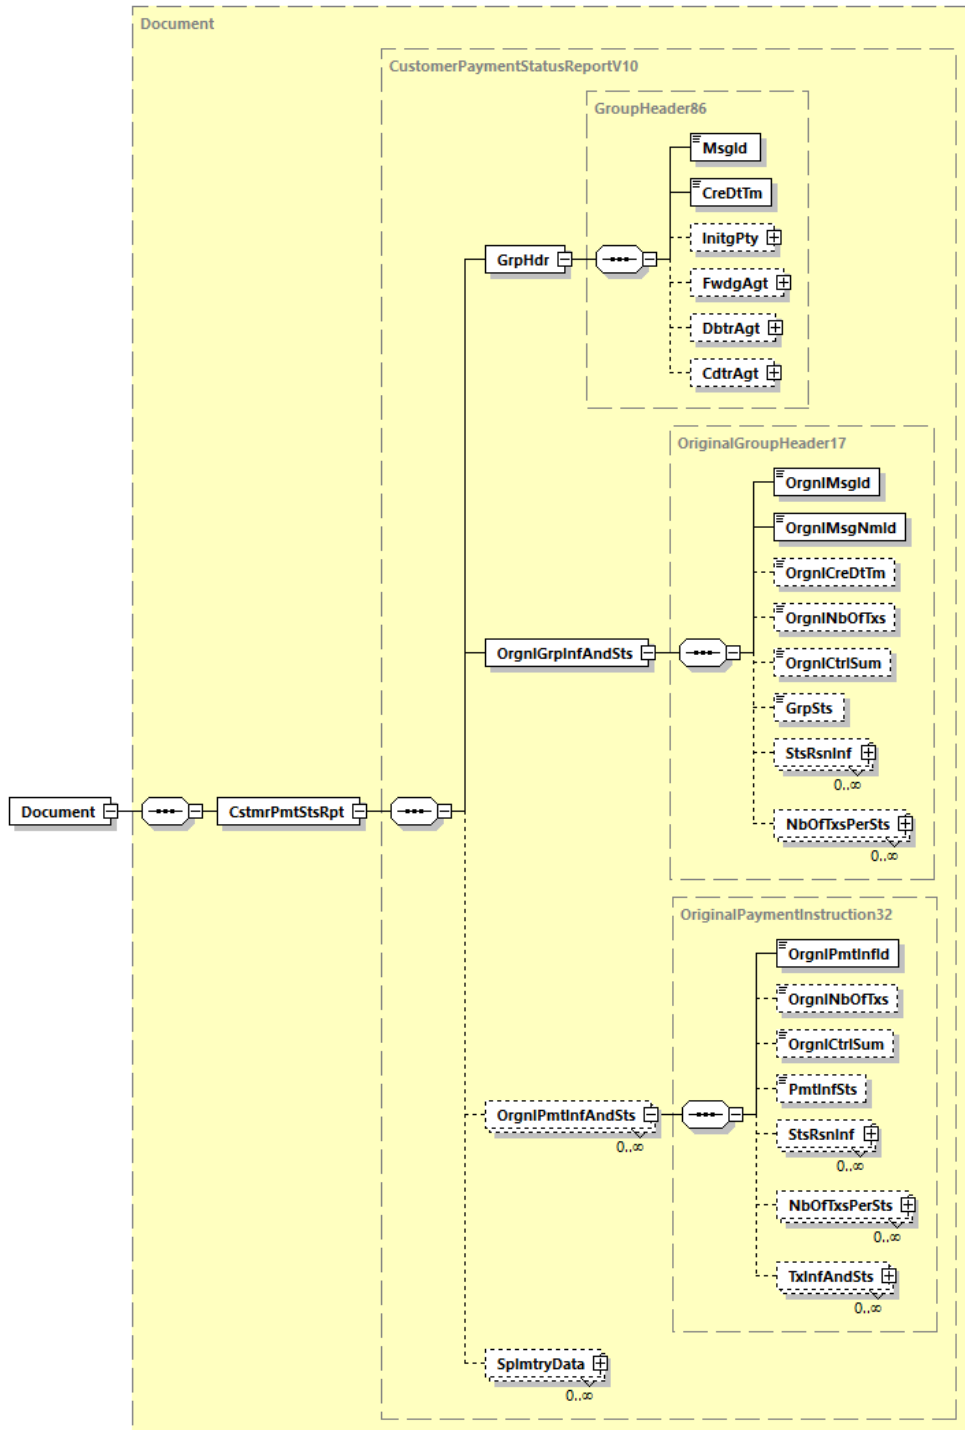 Document
CustomerPaymentStatusReportV10
GroupHeader86
MsgId
CreDtTm
InitgPty
GrpHdr
FwdgAgt
DbtrAgt
CdtrAgt
OriginalGroupHeader17
OrgnlMsgId
OrgnlMsgNmId
OrgnlCreDtTm
OrgnlNbOfTxs
OrgnlGrpInfAndSts
OrgnlCtrlSum
GrpSts
StsRsnInf
0..∞
Document
CstmrPmtStsRpt
NbOfTxsPerSts
0..∞
OriginalPaymentInstruction32
OrgnlPmtInfId
OrgnlNbOfTxs
OrgnlCtrlSum
PmtInfSts
OrgnlPmtInfAndSts
0..∞
StsRsnInf
0..∞
NbOfTxsPerSts
0..∞
TxInfAndSts
0..∞
SplmtryData
0..∞